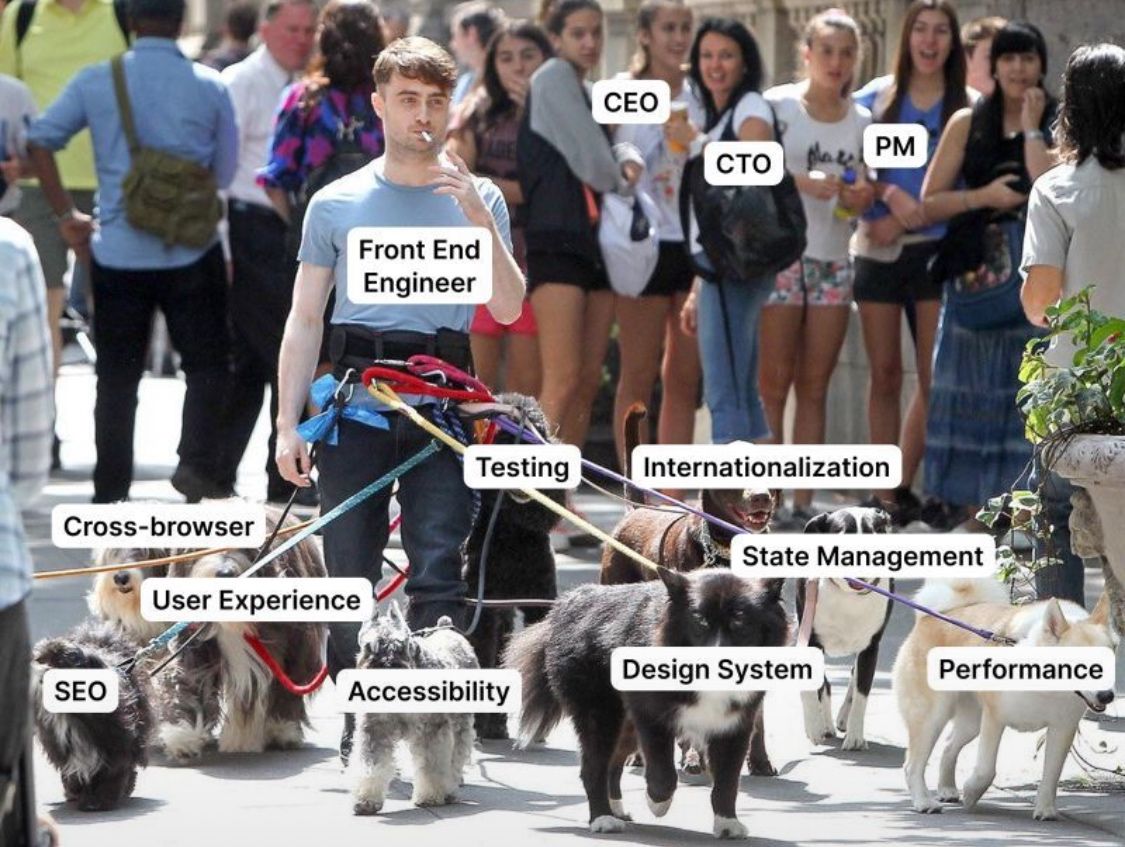 CEO
CTO
PM
Front End
Engineer
Testing
Internationalization
Cross-browser
State Management
User Experience
SEO
Accessibility
Design System
Performance